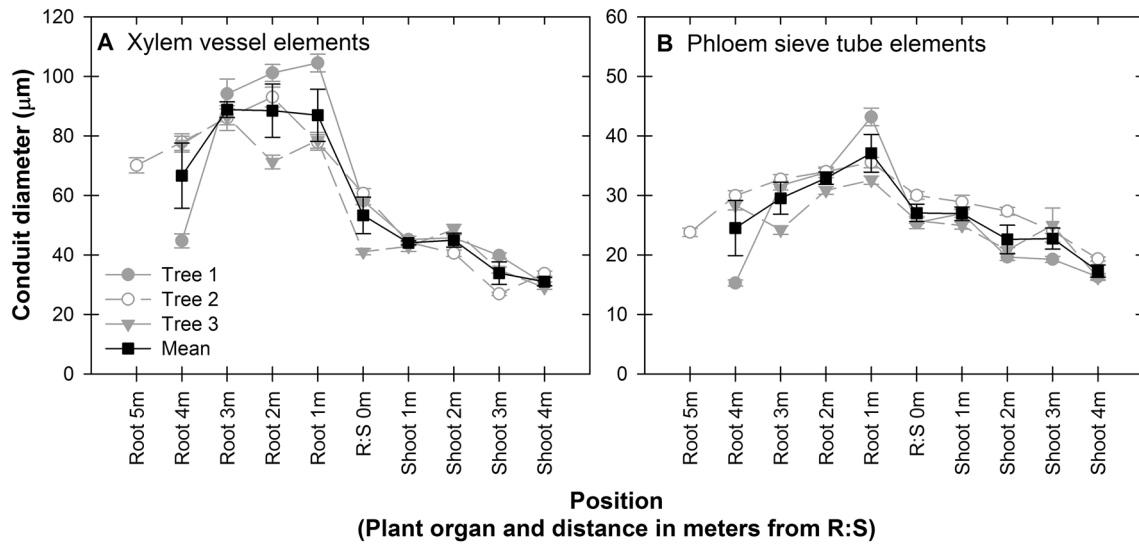 A Xylem vessel elements
B Phloem sieve tube elements
Conduit diameter (μm)
120
100
80
60
40
20
0
60
50
40
30
20
10
0
Tree 1
Tree 2
Tree 3
Mean
Root 5m
Root 4m
Root 3m
Root 2m
Root 1m
R:S 0m
Shoot 1m
Shoot 2m
Shoot 3m
Shoot 4m
Root 5m
Root 4m
Root 3m
Root 2m
Root 1m
R:S 0m
Shoot 1m
Shoot 2m
Shoot 3m
Shoot 4m
Position
(Plant organ and distance in meters from R:S)